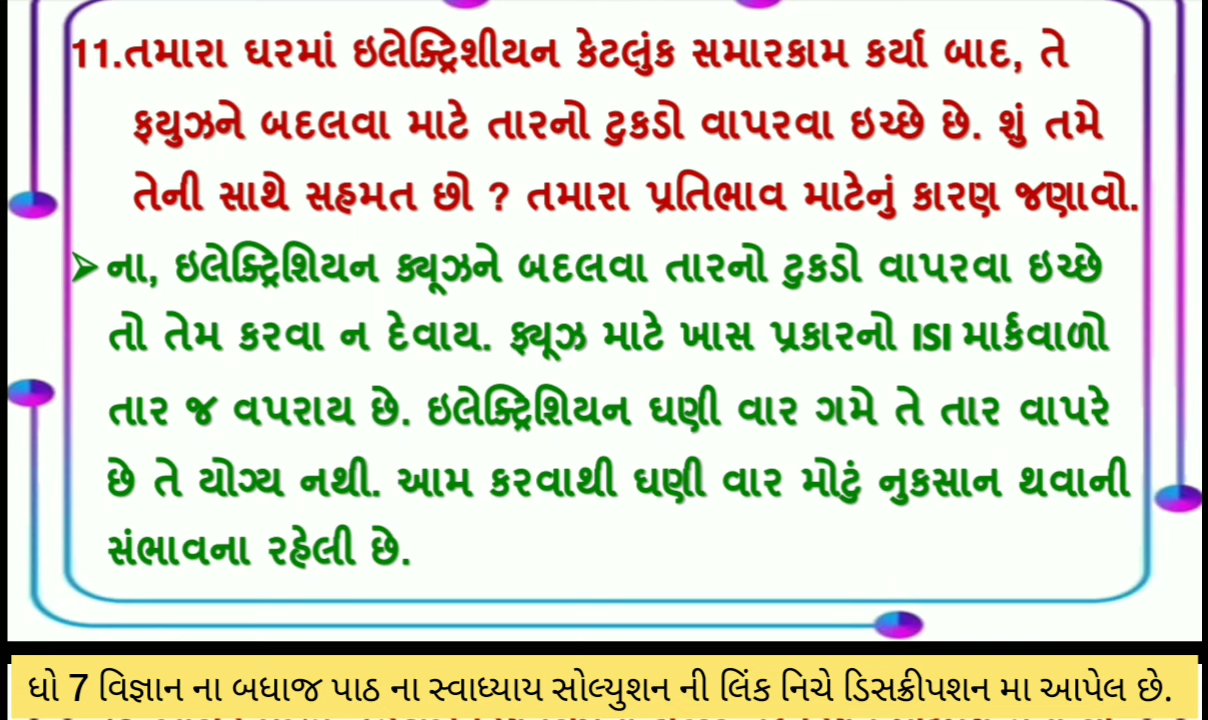 11.તમારા ઘરમાં ઇલેક્ટ્રિશીયન કેટલુંક સમારકામ કર્યા બાદ, તે
ફયુઝને બદલવા માટે તારનો ટુકડો વાપરવા ઇચ્છે છે. શું તમે
તેની સાથે સહમત છો ? તમારા પ્રતિભાવ માટેનું કારણ જણાવો.
➢ના, ઇલેક્ટ્રિશિયન ક્યૂઝને બદલવા તારનો ટુકડો વાપરવા ઇચ્છે
તો તેમ કરવા ન દેવાય. ફ્યૂઝ માટે ખાસ પ્રકારનો ISI માર્કવાળો
તાર જ વપરાય છે. ઇલેક્ટ્રિશિયન ઘણી વાર ગમે તે તાર વાપરે
છે તે યોગ્ય નથી. આમ કરવાથી ઘણી વાર મોટું નુકસાન થવાની
સંભાવના રહેલી છે.
ધો 7 વિજ્ઞાન ના બધાજ પાઠ ના સ્વાધ્યાય સોલ્યુશન ની લિંક નિચે ડિસક્રીપશન મા આપેલ છે.